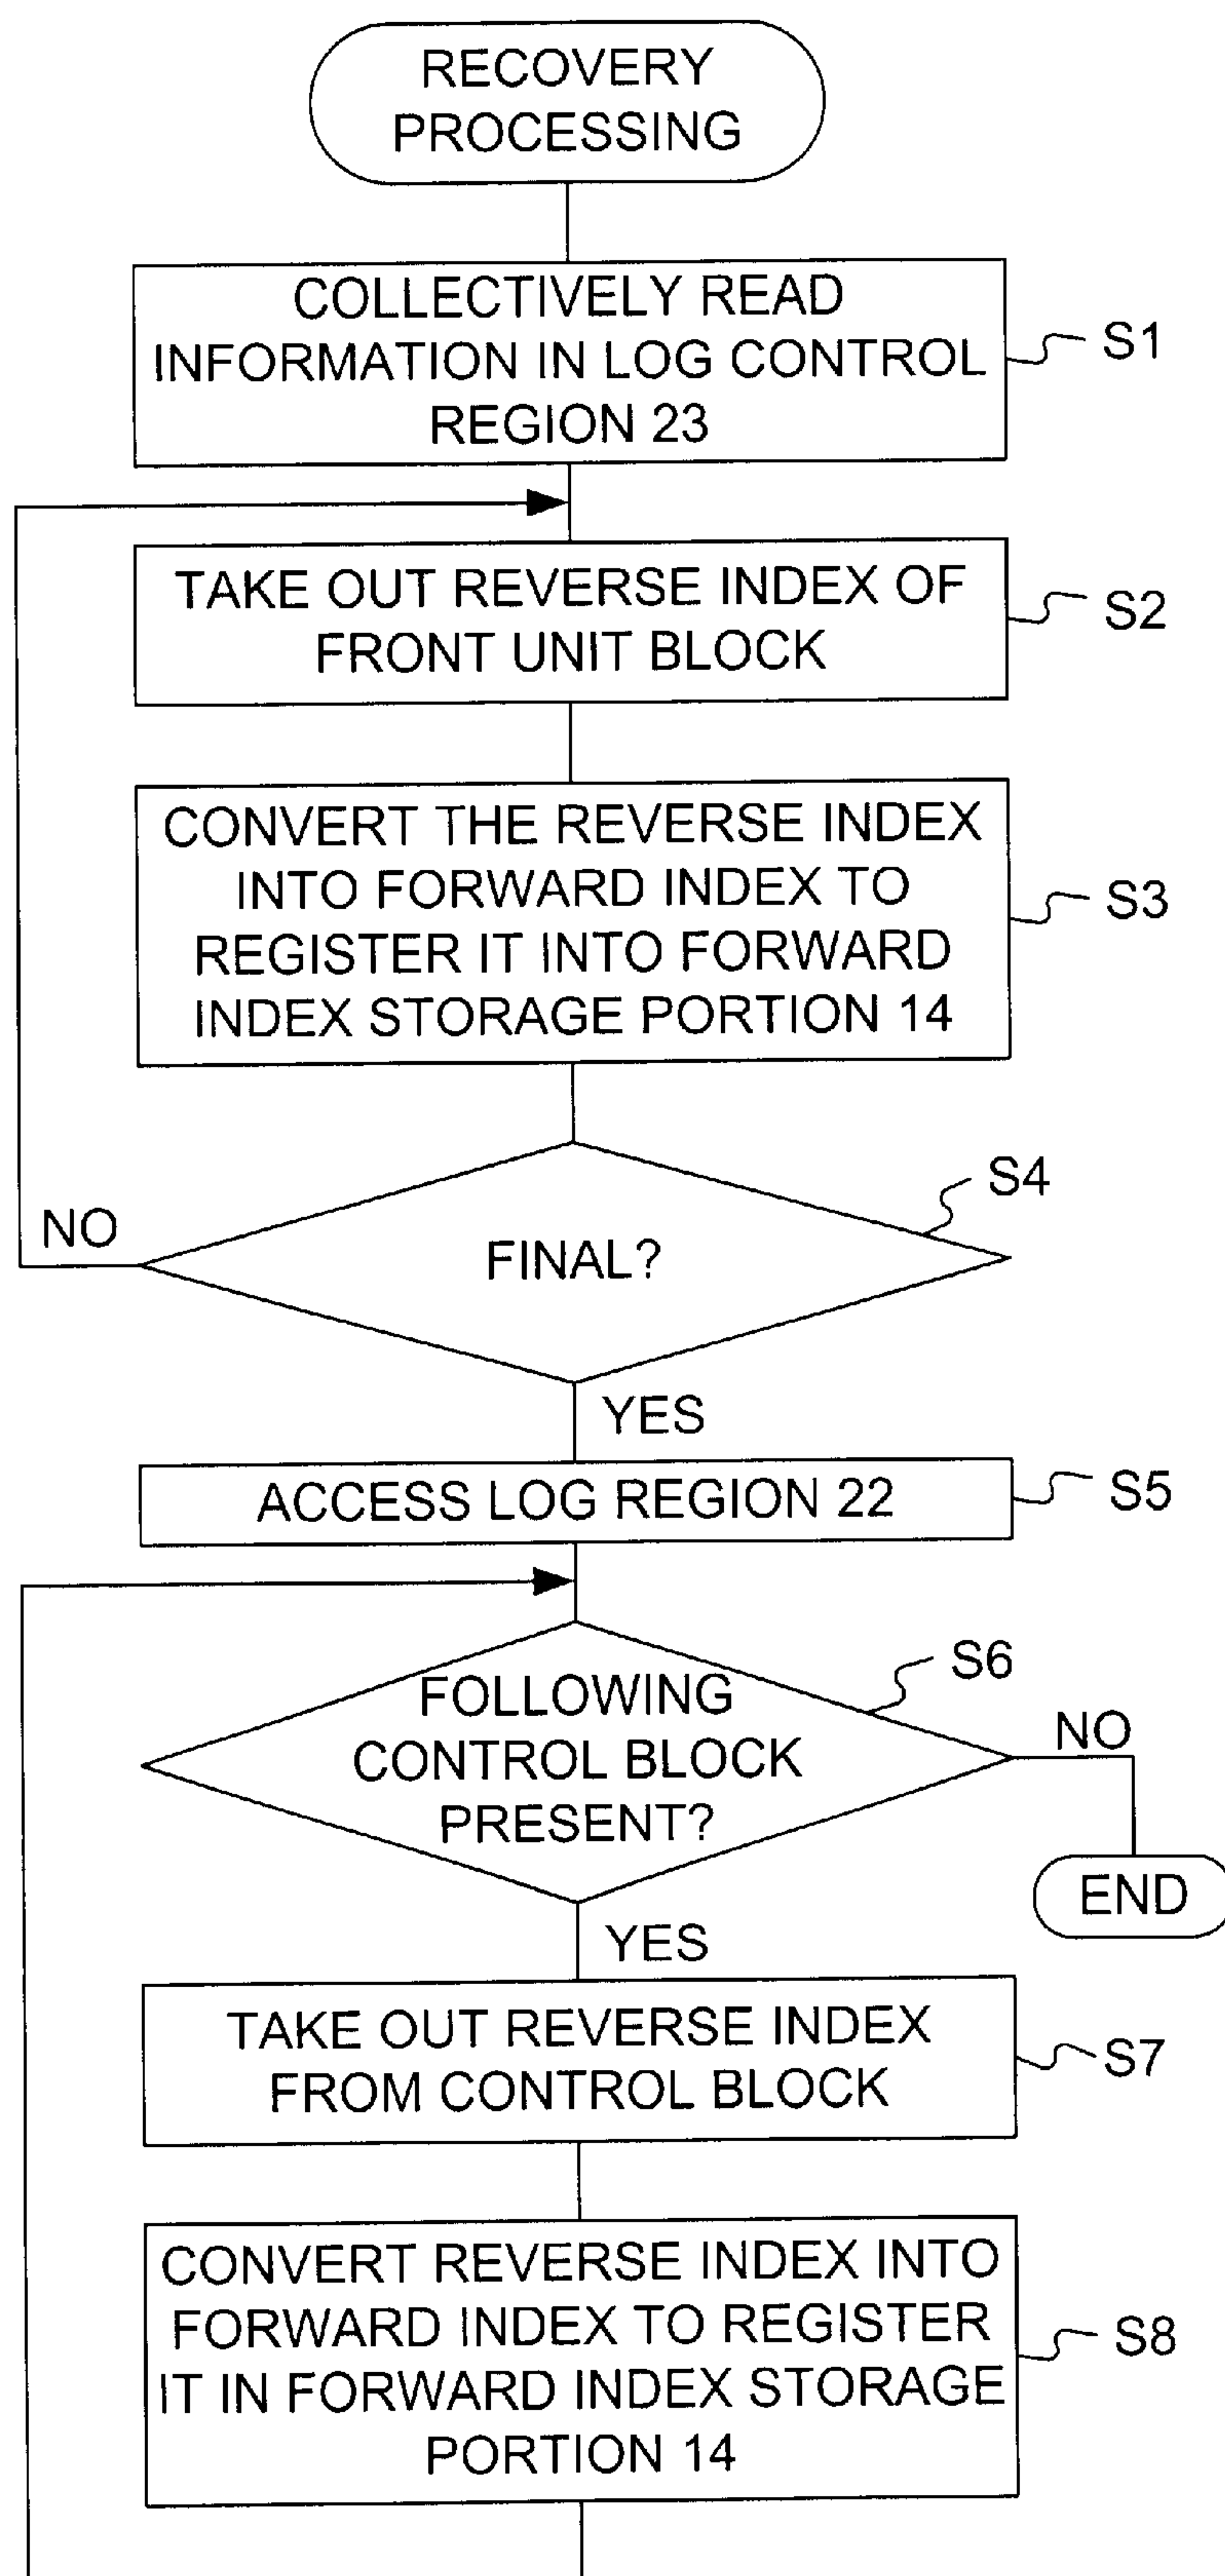 RECOVERY
PROCESSING
COLLECTIVELY READ
INFORMATION IN LOG CONTROL
REGION 23
S1
TAKE OUT REVERSE INDEX OF
FRONT UNIT BLOCK
S2
CONVERT THE REVERSE INDEX
INTO FORWARD INDEX TO
REGISTER IT INTO FORWARD
INDEX STORAGE PORTION 14
S3
S4
NO
FINAL?
YES
ACCESS LOG REGION 22
S5
S6
FOLLOWING
CONTROL BLOCK
PRESENT?
NO
END
YES
TAKE OUT REVERSE INDEX
FROM CONTROL BLOCK
S7
CONVERT REVERSE INDEX INTO
FORWARD INDEX TO REGISTER
IT IN FORWARD INDEX STORAGE
PORTION 14
S8